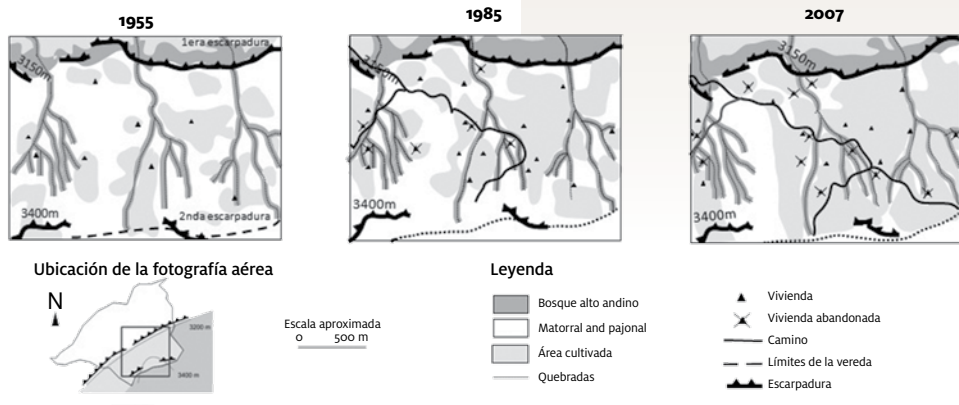 1955
1985
2007
1era escarpadura
3150m
3400m
2nda escarpadura
3150m
3400m
3150m
3400m
Ubicación de la fotografía aérea
N
3200 m
3400 m
Escala aproximada
0 500 m
Leyenda
Bosque alto andino
Matorral and pajonal
Área cultivada
Quebradas
Vivienda
Vivienda abandonada
Camino
Límites de la vereda
Escarpadura